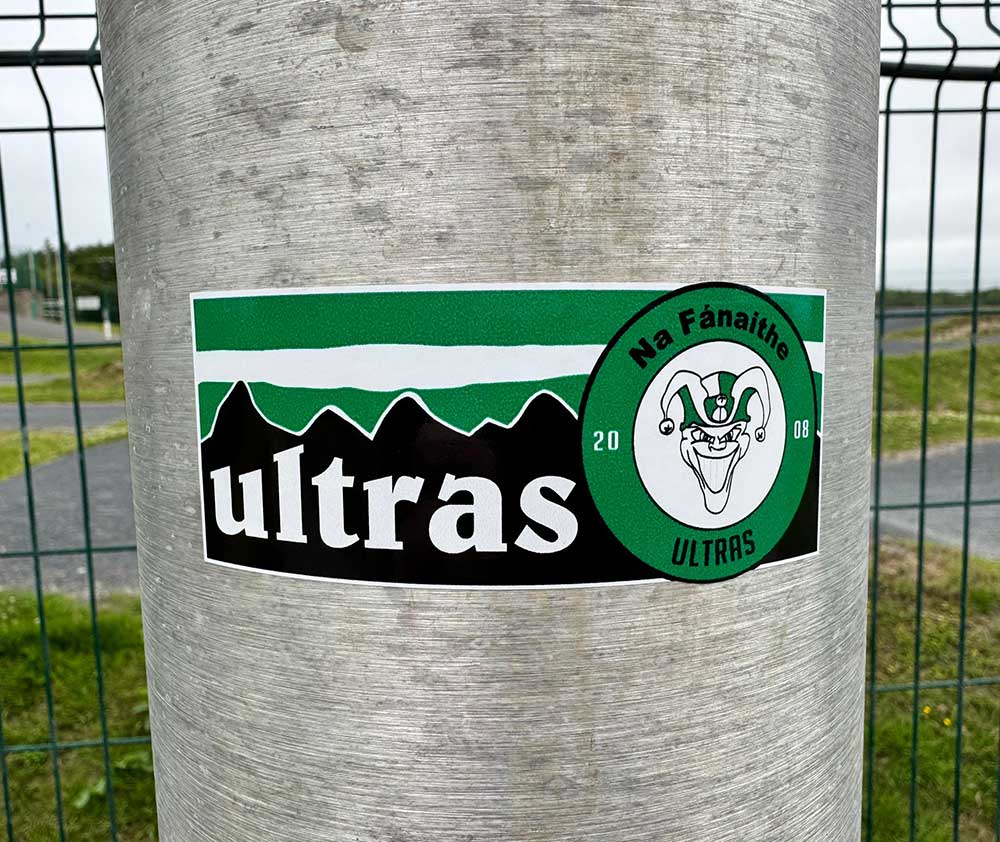 ultras
Na Fánaithe
20 08
ULTRAS